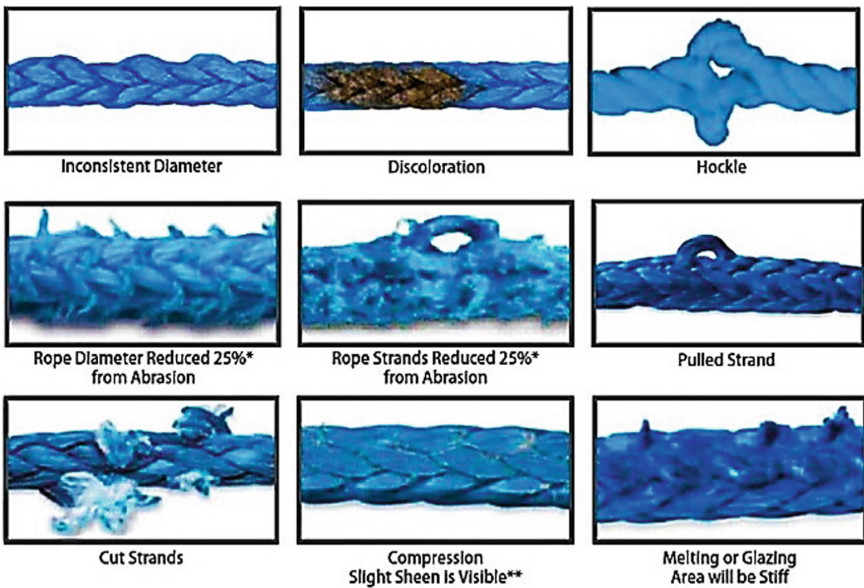 Inconsistent Diameter
Discoloration
Hockle
Rope Diameter Reduced 25%*
from Abrasion
Rope Strands Reduced 25%*
from Abrasion
Pulled Strand
Cut Strands
Compression
Slight Sheen is Visible**
Melting or Glazing
Area will be Stiff